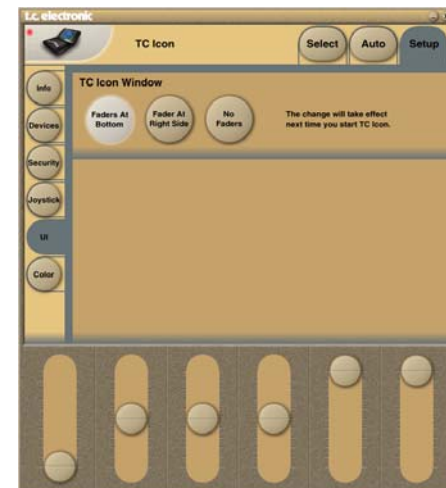 t.c. electronic
TC Icon
Select
Auto
Setup
Info
Devices
Security
Joystick
UI
Color
TC Icon Window
Faders At
Bottom
Fader At
Right Side
No
Faders
The change will take effect
next time you start TC Icon.